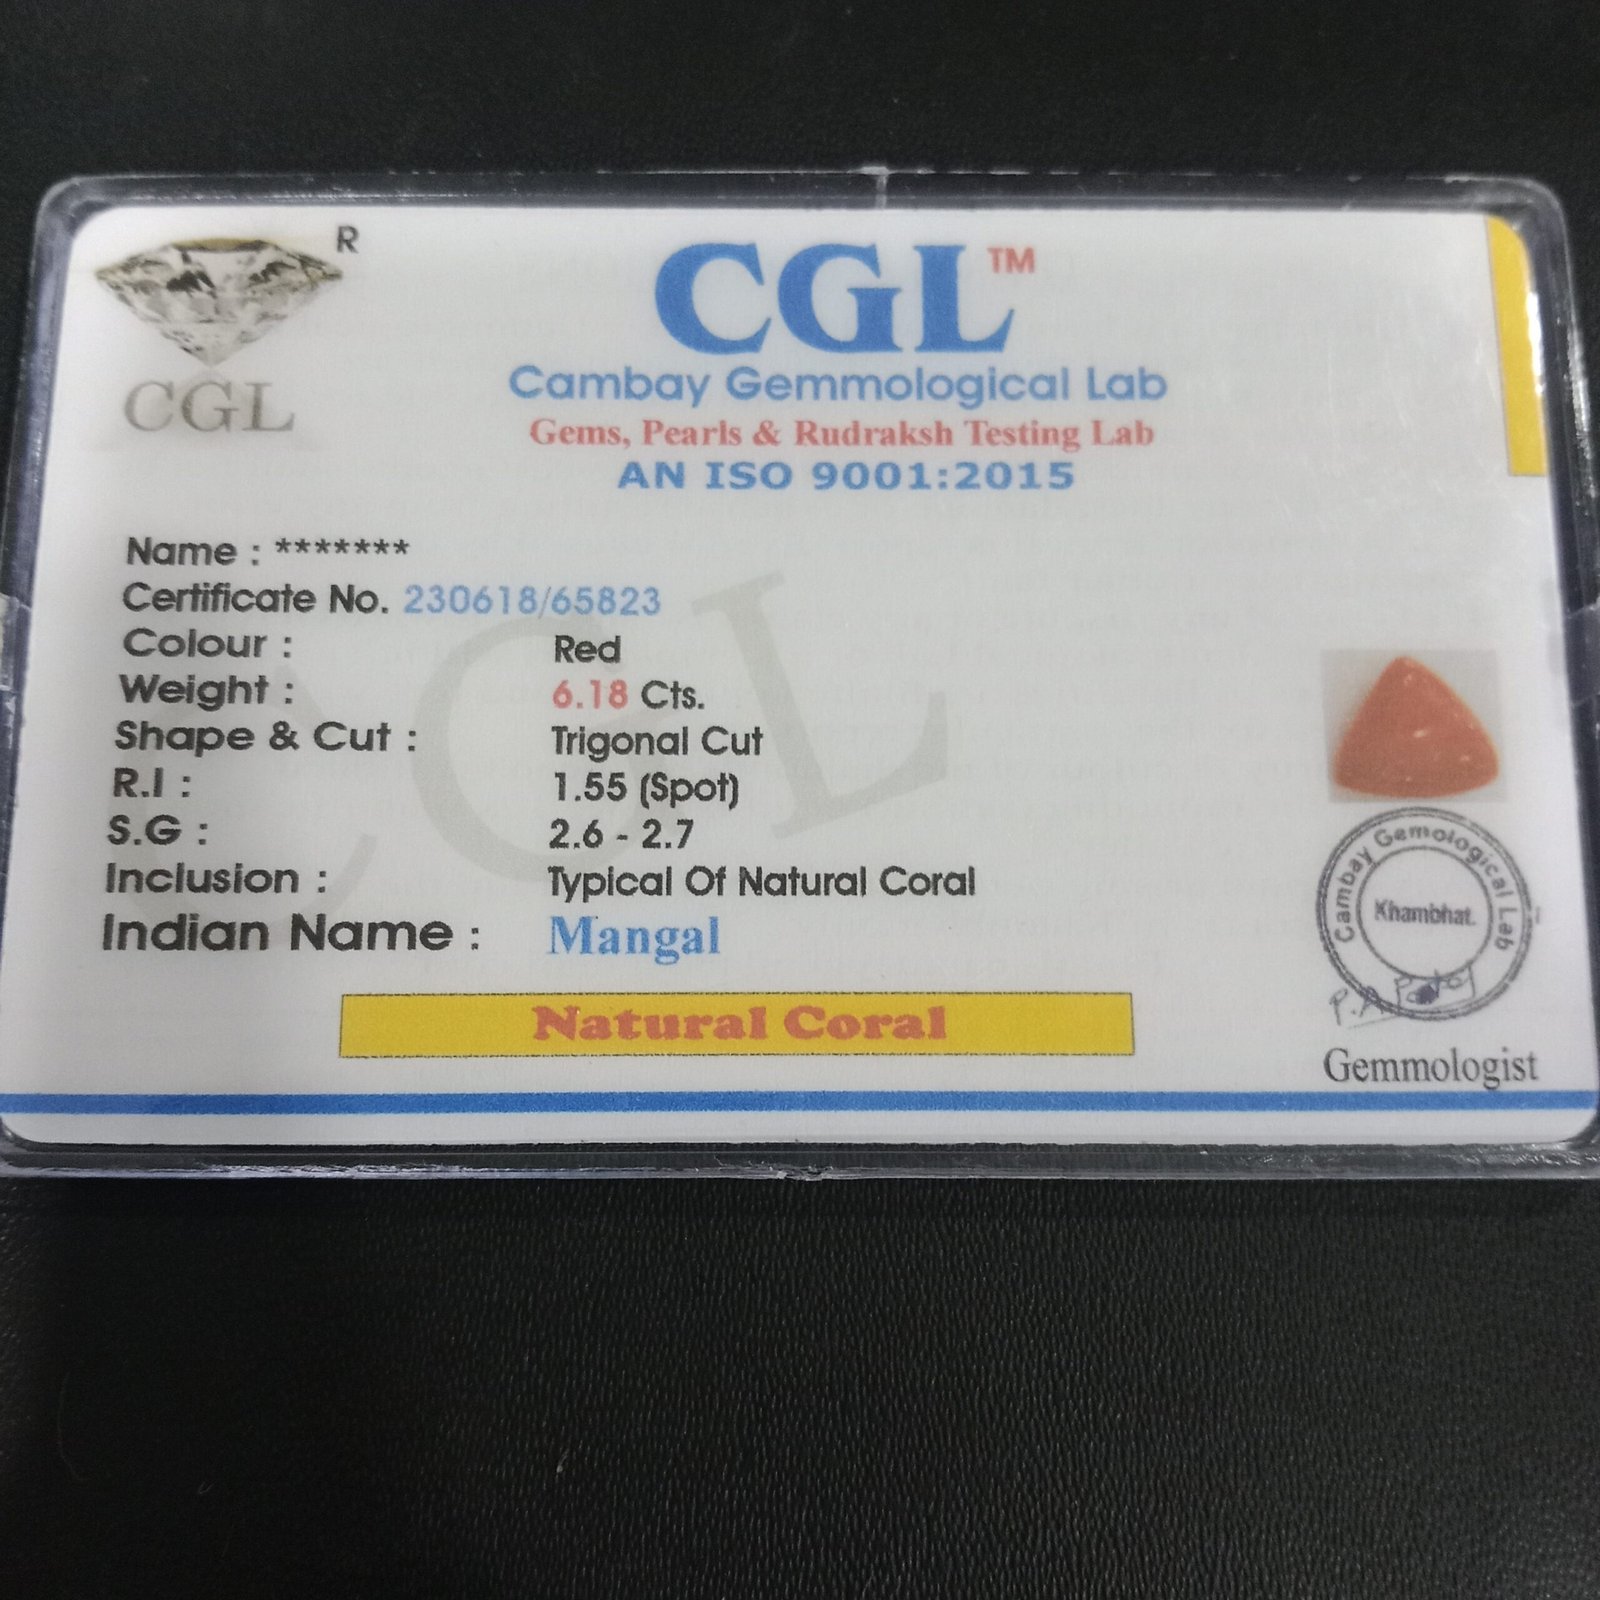 R
CGL
CGL™
Cambay Gemmological Lab
Gems, Pearls & Rudraksh Testing Lab
AN ISO 9001:2015
Name : *******
Certificate No. 230618/65823
Colour : Red
Weight : 6.18 Cts.
Shape & Cut : Trigonal Cut
R.I : 1.55 (Spot)
S.G : 2.6 - 2.7
Inclusion : Typical Of Natural Coral
Indian Name : Mangal
Natural Coral
CGL
Cambay Gemological Lab
Khambhat.
Gemmologist